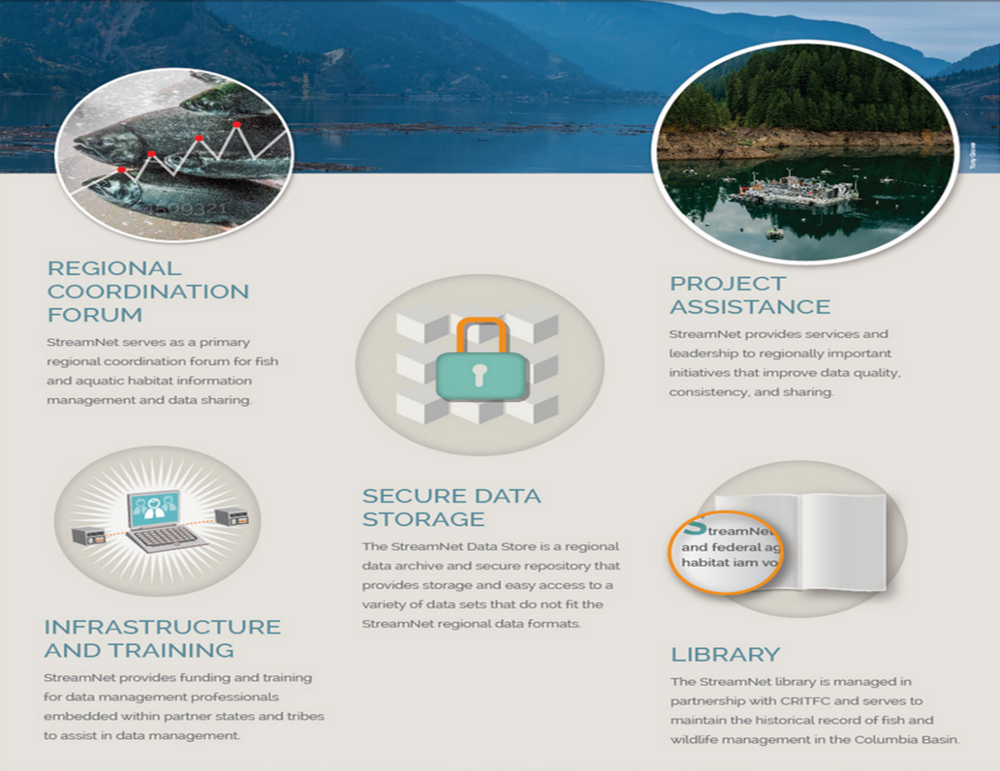 Tony Grover
4509321
REGIONAL
COORDINATION
FORUM
StreamNet serves as a primary
regional coordination forum for fish
and aquatic habitat information
management and data sharing.
PROJECT
ASSISTANCE
StreamNet provides services and
leadership to regionally important
initiatives that improve data quality,
consistency, and sharing.
INFRASTRUCTURE
AND TRAINING
StreamNet provides funding and training
for data management professionals
embedded within partner states and tribes
to assist in data management.
SECURE DATA
STORAGE
The StreamNet Data Store is a regional
data archive and secure repository that
provides storage and easy access to a
variety of data sets that do not fit the
StreamNet regional data formats.
StreamNet
and federal ag
habitat iam vo
LIBRARY
The StreamNet library is managed in
partnership with CRITFC and serves to
maintain the historical record of fish and
wildlife management in the Columbia Basin.